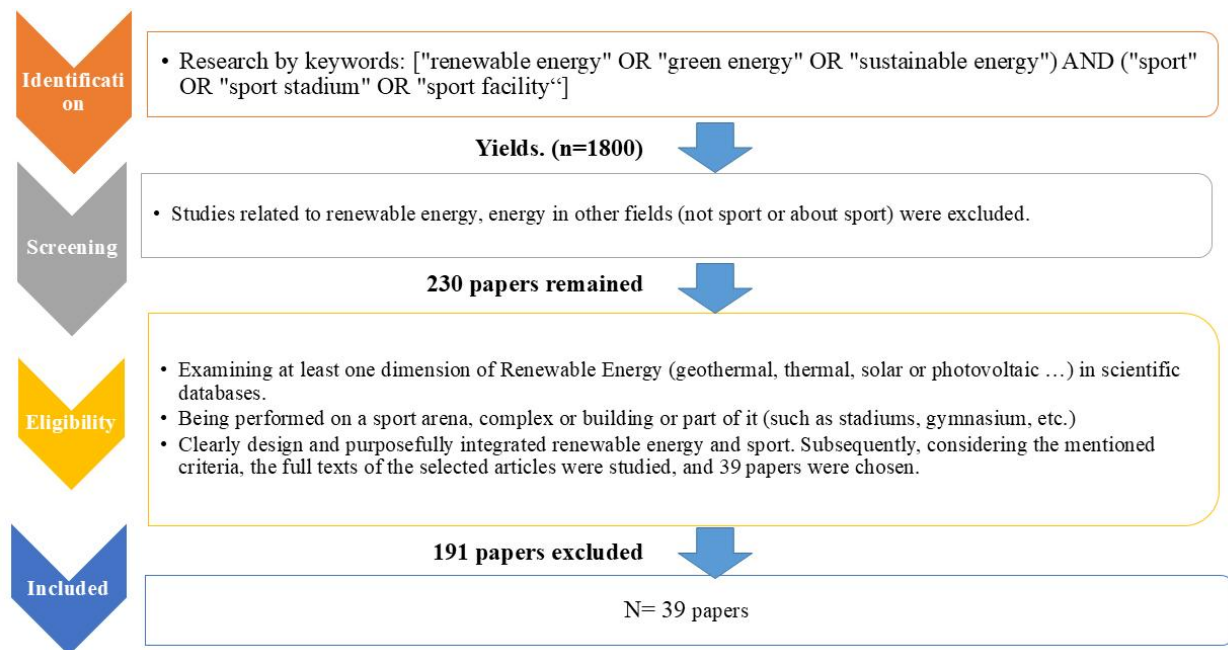 Identificati
on
• Research by keywords: ["renewable energy" OR "green energy" OR "sustainable energy") AND ("sport"
OR "sport stadium" OR "sport facility“]
Yields. (n=1800)
Screening
• Studies related to renewable energy, energy in other fields (not sport or about sport) were excluded.
230 papers remained
Eligibility
• Examining at least one dimension of Renewable Energy (geothermal, thermal, solar or photovoltaic …) in scientific
databases.
• Being performed on a sport arena, complex or building or part of it (such as stadiums, gymnasium, etc.)
• Clearly design and purposefully integrated renewable energy and sport. Subsequently, considering the mentioned
criteria, the full texts of the selected articles were studied, and 39 papers were chosen.
191 papers excluded
Included
N= 39 papers